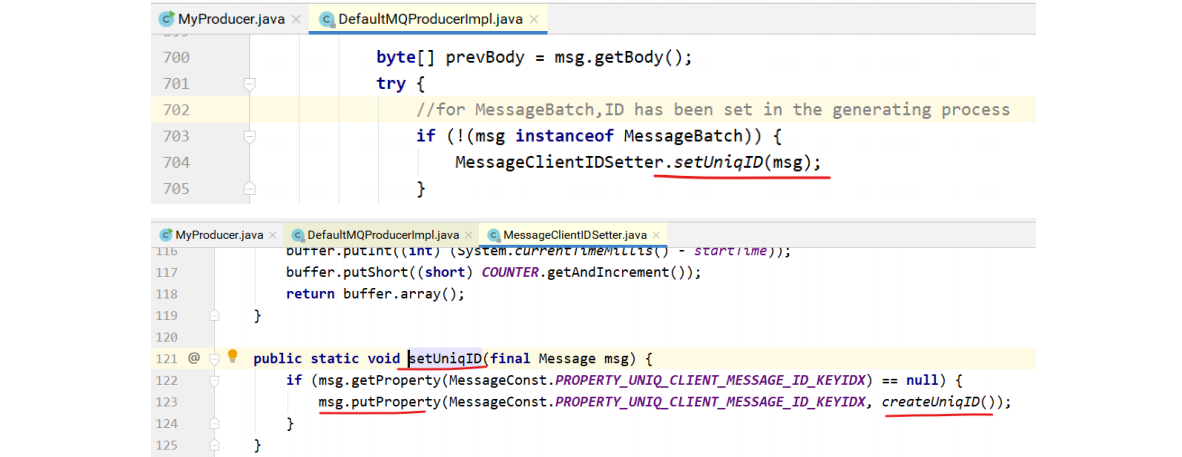 MyProducer.java × DefaultMQProducerImpl.java ×
699
700 byte[] prevBody = msg.getBody();
701 try {
702 //for MessageBatch,ID has been set in the generating process
703 if (!(msg instanceof MessageBatch)) {
704 MessageClientIDSetter.setUniqID(msg);
705 }
MyProducer.java × DefaultMQProducerImpl.java × MessageClientIDSetter.java ×
116 buffer.putInt((int) (System.currentTimeMillis() - startTime));
117 buffer.putShort((short) COUNTER.getAndIncrement());
118 return buffer.array();
119 }
120
121 @ public static void setUniqID(final Message msg) {
122 if (msg.getProperty(MessageConst.PROPERTY_UNIQ_CLIENT_MESSAGE_ID_KEYIDX) == null) {
123 msg.putProperty(MessageConst.PROPERTY_UNIQ_CLIENT_MESSAGE_ID_KEYIDX, createUniqID());
124 }
125 }